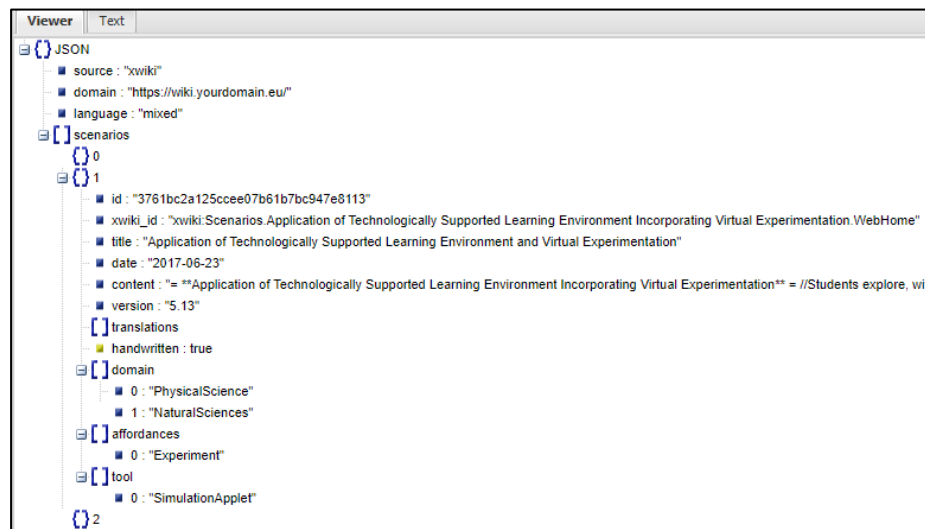 Viewer Text
{} JSON
source : "xwiki"
domain : "https://wiki.yourdomain.eu/"
language : "mixed"
[ ] scenarios
{} 0
{} 1
id : "3761bc2a125ccee07b61b7bc947e8113"
xwiki_id : "xwiki:Scenarios.Application of Technologically Supported Learning Environment Incorporating Virtual Experimentation.WebHome"
title : "Application of Technologically Supported Learning Environment and Virtual Experimentation"
date : "2017-06-23"
content : "= **Application of Technologically Supported Learning Environment Incorporating Virtual Experimentation** = //Students explore, wi
version : "5.13"
[ ] translations
handwritten : true
[ ] domain
0 : "PhysicalScience"
1 : "NaturalSciences"
[ ] affordances
0 : "Experiment"
[ ] tool
0 : "SimulationApplet"
{} 2